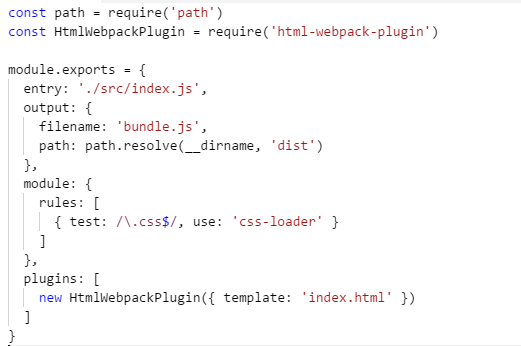 const path = require('path')
const HtmlWebpackPlugin = require('html-webpack-plugin')

module.exports = {
  entry: './src/index.js',
  output: {
    filename: 'bundle.js',
    path: path.resolve(__dirname, 'dist')
  },
  module: {
    rules: [
      { test: /\.css$/, use: 'css-loader' }
    ]
  },
  plugins: [
    new HtmlWebpackPlugin({ template: 'index.html' })
  ]
}